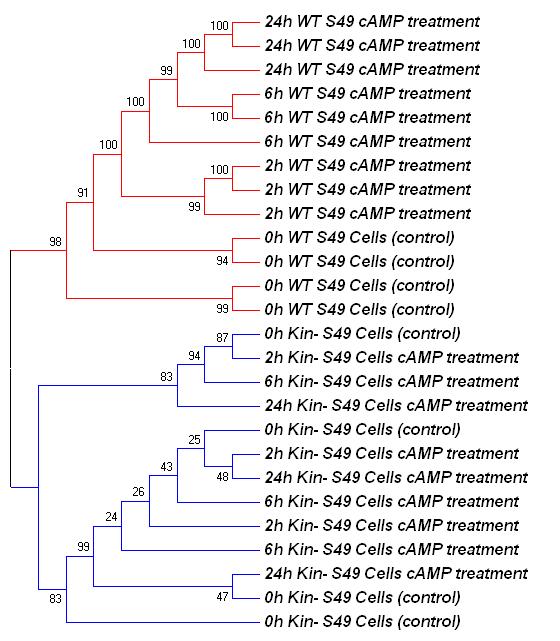 100
24h WT S49 cAMP treatment
100
24h WT S49 cAMP treatment
99
24h WT S49 cAMP treatment
100
6h WT S49 cAMP treatment
100
6h WT S49 cAMP treatment
100
6h WT S49 cAMP treatment
100
2h WT S49 cAMP treatment
91
2h WT S49 cAMP treatment
99
2h WT S49 cAMP treatment
98
0h WT S49 Cells (control)
94
0h WT S49 Cells (control)
0h WT S49 Cells (control)
99
0h WT S49 Cells (control)
87
0h Kin- S49 Cells (control)
94
2h Kin- S49 Cells cAMP treatment
83
6h Kin- S49 Cells cAMP treatment
24h Kin- S49 Cells cAMP treatment
25
0h Kin- S49 Cells (control)
43
2h Kin- S49 Cells cAMP treatment
48
24h Kin- S49 Cells cAMP treatment
26
6h Kin- S49 Cells cAMP treatment
24
2h Kin- S49 Cells cAMP treatment
99
6h Kin- S49 Cells cAMP treatment
24h Kin- S49 Cells cAMP treatment
83
47
0h Kin- S49 Cells (control)
0h Kin- S49 Cells (control)